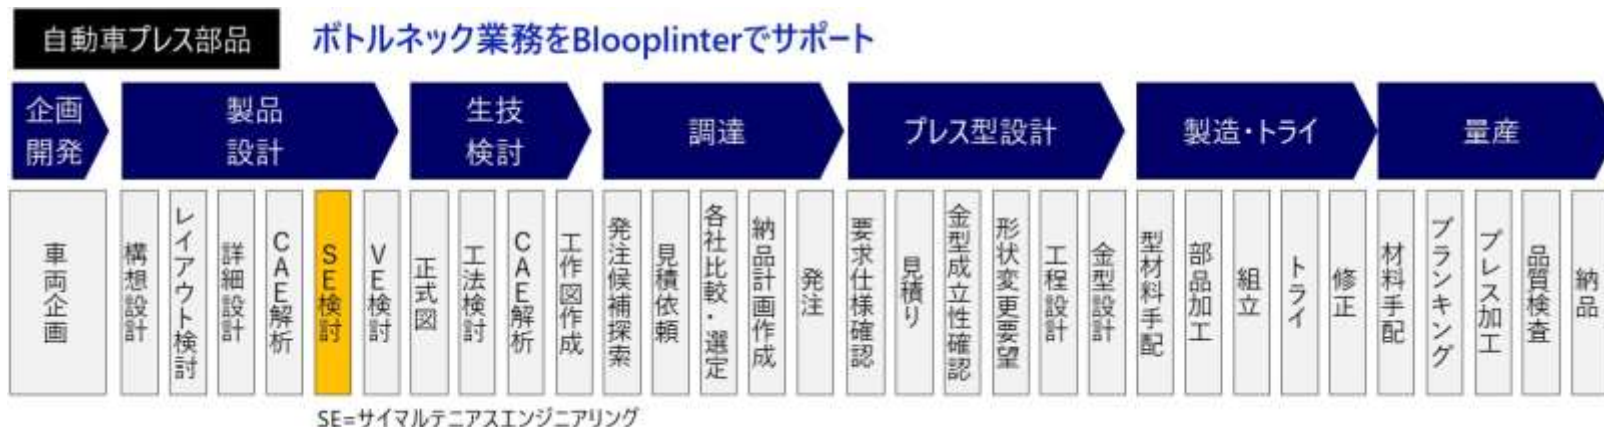 自動車プレス部品
ボトルネック業務をBlooplinterでサポート
企画
開発
製品
設計
生技
検討
調達
プレス型設計
製造・トライ
量産
車両企画
構想設計
レイアウト検討
詳細設計
CAE解析
SE検討
VE検討
正式図
工法検討
CAE解析
工作図作成
発注候補探索
見積依頼
各社比較・選定
納品計画作成
発注
要求仕様確認
見積り
金型成立性確認
形状変更要望
工程設計
金型設計
型材料手配
部品加工
組立
トライ
修正
材料手配
ブランキング
プレス加工
品質検査
納品
SE=サイマルテニアスエンジニアリング